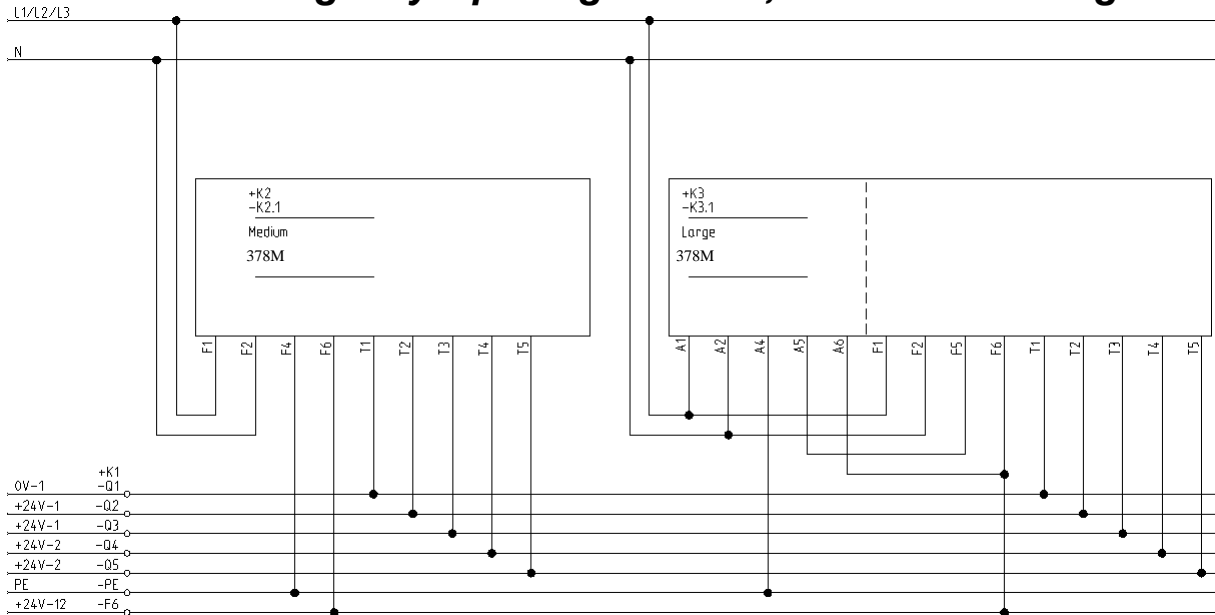 L1/L2/L3
N
+K2
-K2.1
Medium
378M
F1 F2 F4 F6 T1 T2 T3 T4 T5
+K3
-K3.1
Large
378M
A1 A2 A4 A5 A6 F1 F2 F5 F6 T1 T2 T3 T4 T5
+K1
0V-1 -Q1
+24V-1 -Q2
+24V-1 -Q3
+24V-2 -Q4
+24V-2 -Q5
PE -PE
+24V-12 -F6